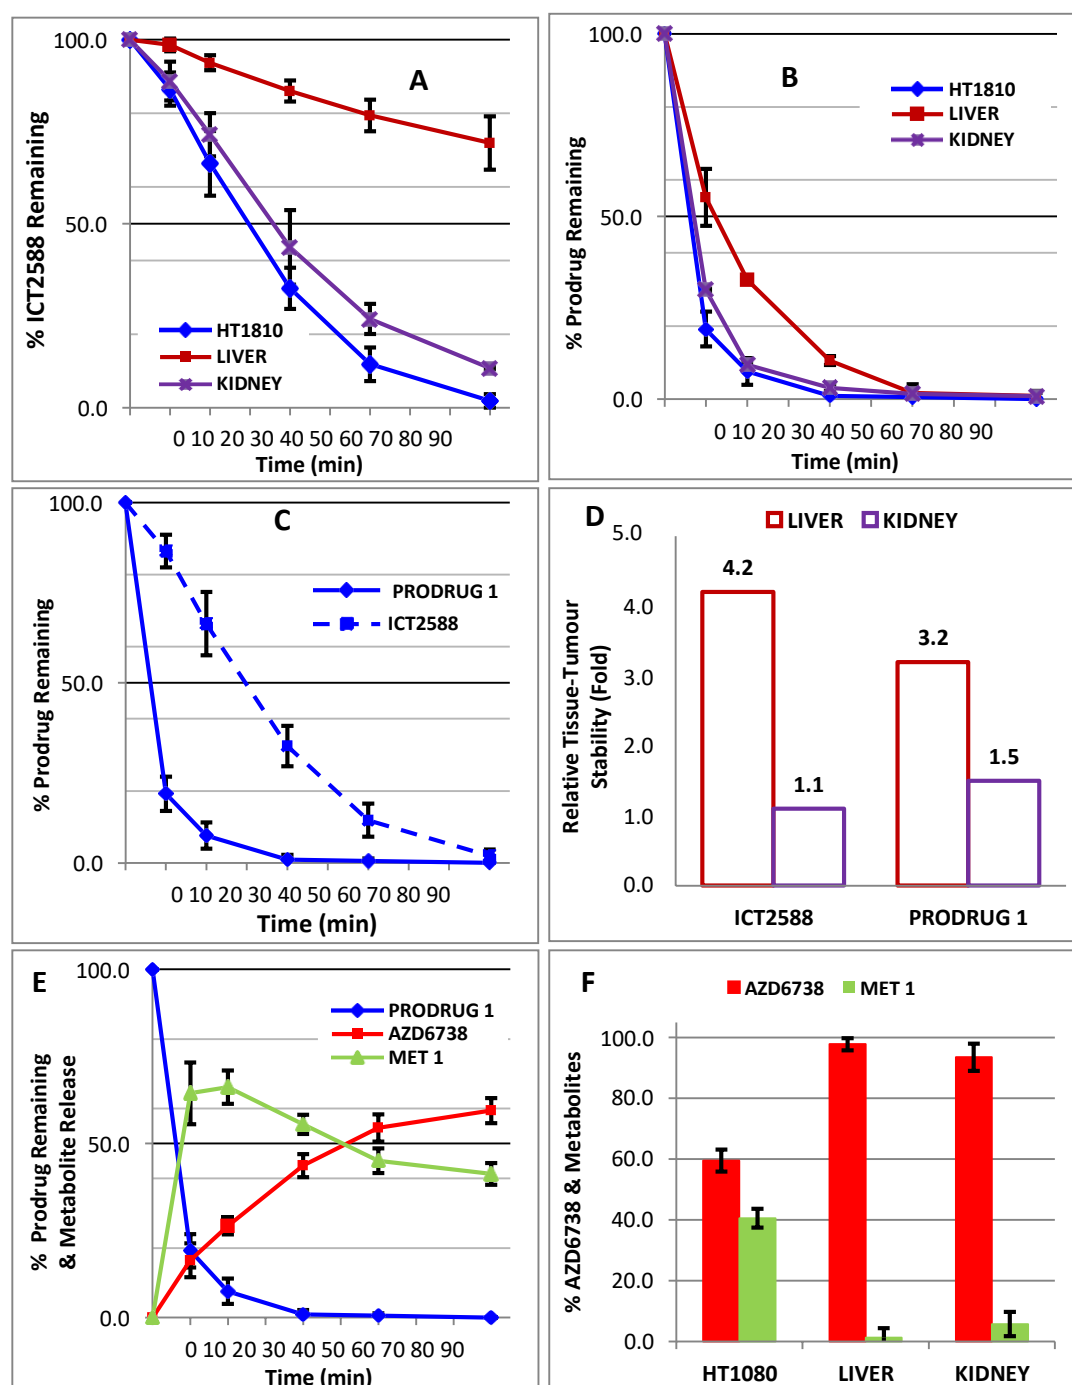 A
100.0
50.0
0.0
% ICT2588 Remaining
HT1810
LIVER
KIDNEY
0 10 20 30 40 50 60 70 80 90
Time (min)
B
100.0
50.0
0.0
% Prodrug Remaining
HT1810
LIVER
KIDNEY
0 10 20 30 40 50 60 70 80 90
Time (min)
C
100.0
50.0
0.0
% Prodrug Remaining
PRODRUG 1
ICT2588
0 10 20 30 40 50 60 70 80 90
Time (min)
D
LIVER KIDNEY
5.0
4.0
3.0
2.0
1.0
0.0
Relative Tissue-Tumour
Stability (Fold)
4.2
1.1
3.2
1.5
ICT2588 PRODRUG 1
E
100.0
50.0
0.0
% Prodrug Remaining
& Metabolite Release
PRODRUG 1
AZD6738
MET 1
0 10 20 30 40 50 60 70 80 90
Time (min)
F
AZD6738 MET 1
100.0
80.0
60.0
40.0
20.0
0.0
% AZD6738 & Metabolites
HT1080 LIVER KIDNEY